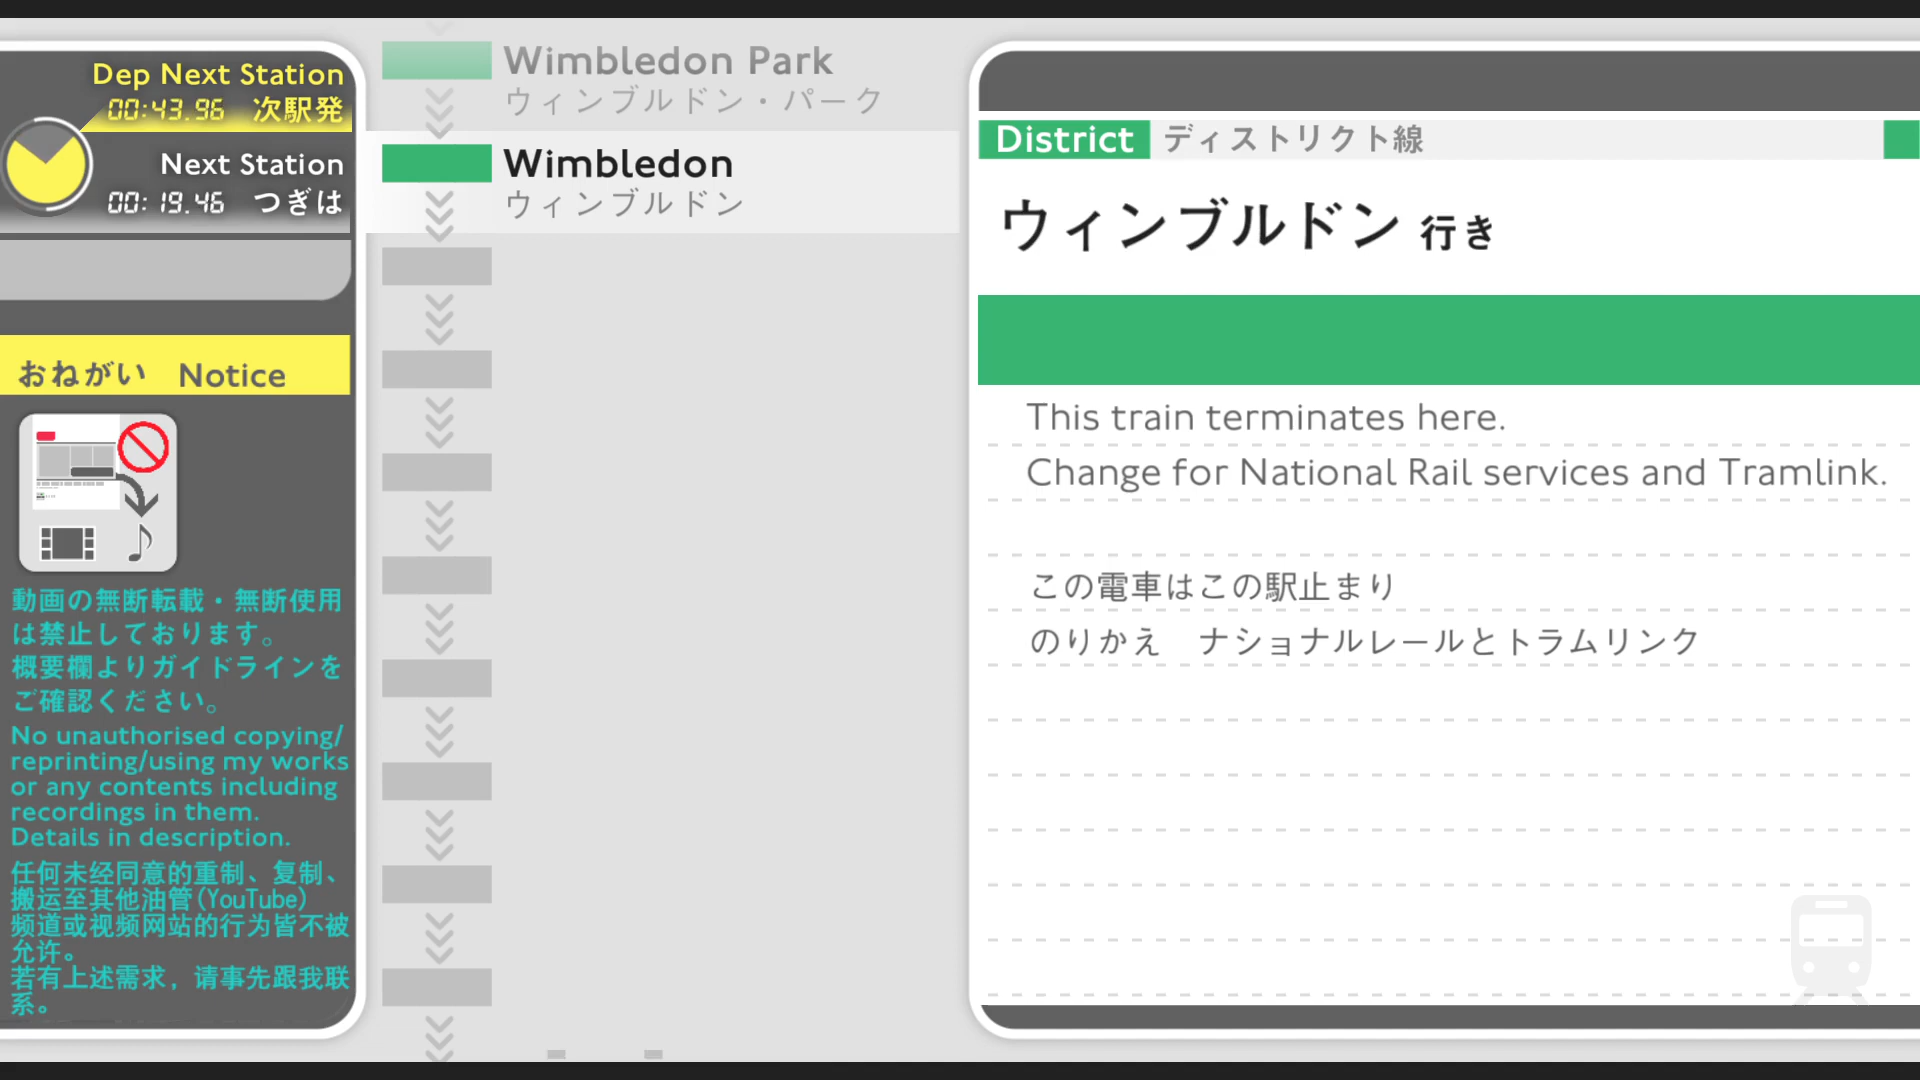 Dep Next Station
00:43.96 次駅発
Next Station
00:19.46 つぎは
おねがい Notice
動画の無断転載・無断使用
は禁止しております。
概要欄よりガイドラインを
ご確認ください。
No unauthorised copying/
reprinting/using my works
or any contents including
recordings in them.
Details in description.
任何未经同意的重制、复制、
搬运至其他油管(YouTube)
频道或视频网站的行为皆不被
允许。
若有上述需求，请事先跟我联
系。
Wimbledon Park
ウィンブルドン・パーク
Wimbledon
ウィンブルドン
District ディストリクト線
ウィンブルドン 行き
This train terminates here.
Change for National Rail services and Tramlink.
この電車はこの駅止まり
のりかえ ナショナルレールとトラムリンク